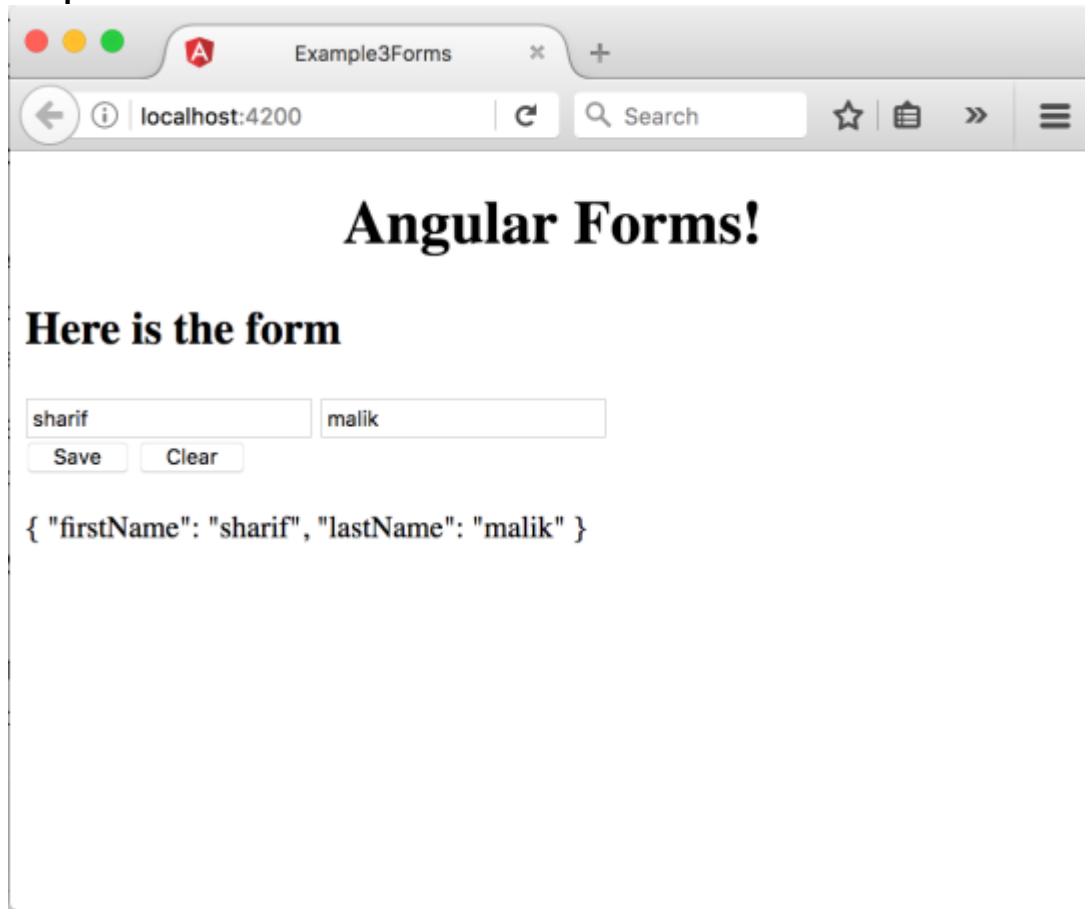 Example3Forms
localhost:4200 Search
Angular Forms!
Here is the form
sharif malik
Save Clear
{ "firstName": "sharif", "lastName": "malik" }